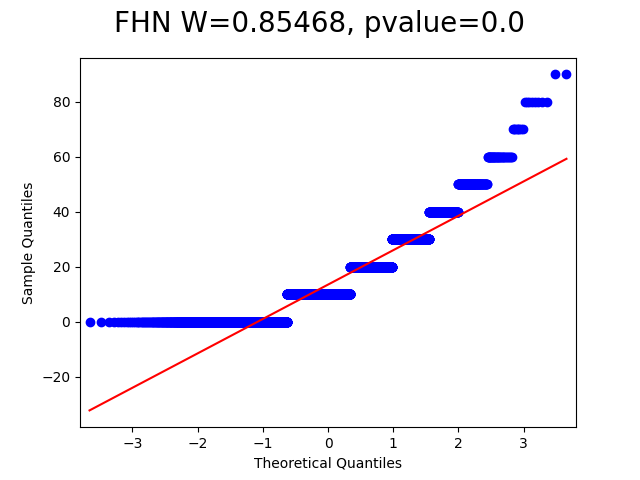 FHN W=0.85468, pvalue=0.0
80
60
40
20
0
−20
Sample Quantiles
−3 −2 −1 0 1 2 3
Theoretical Quantiles